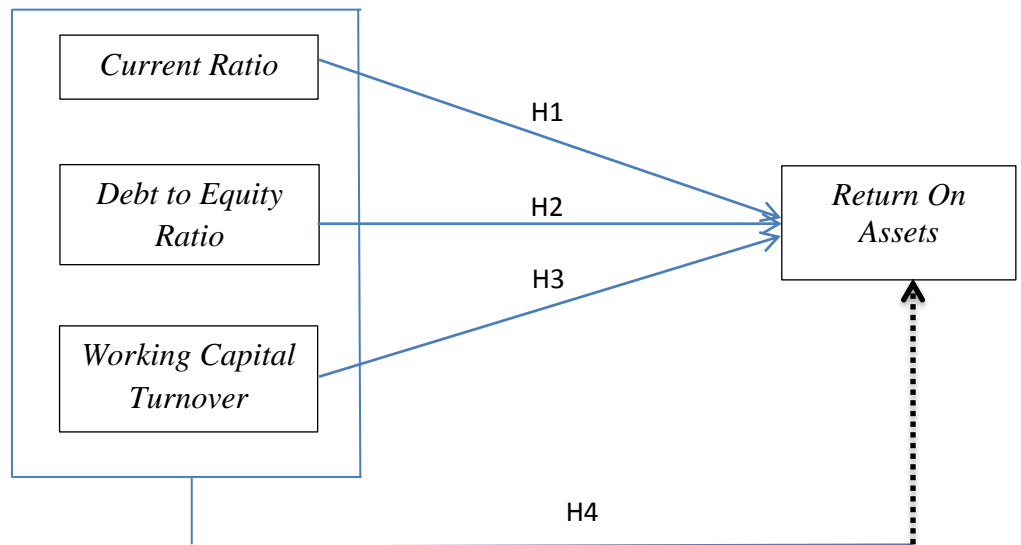 Current Ratio
H1
Debt to Equity
Ratio
H2
Return On
Assets
H3
Working Capital
Turnover
H4